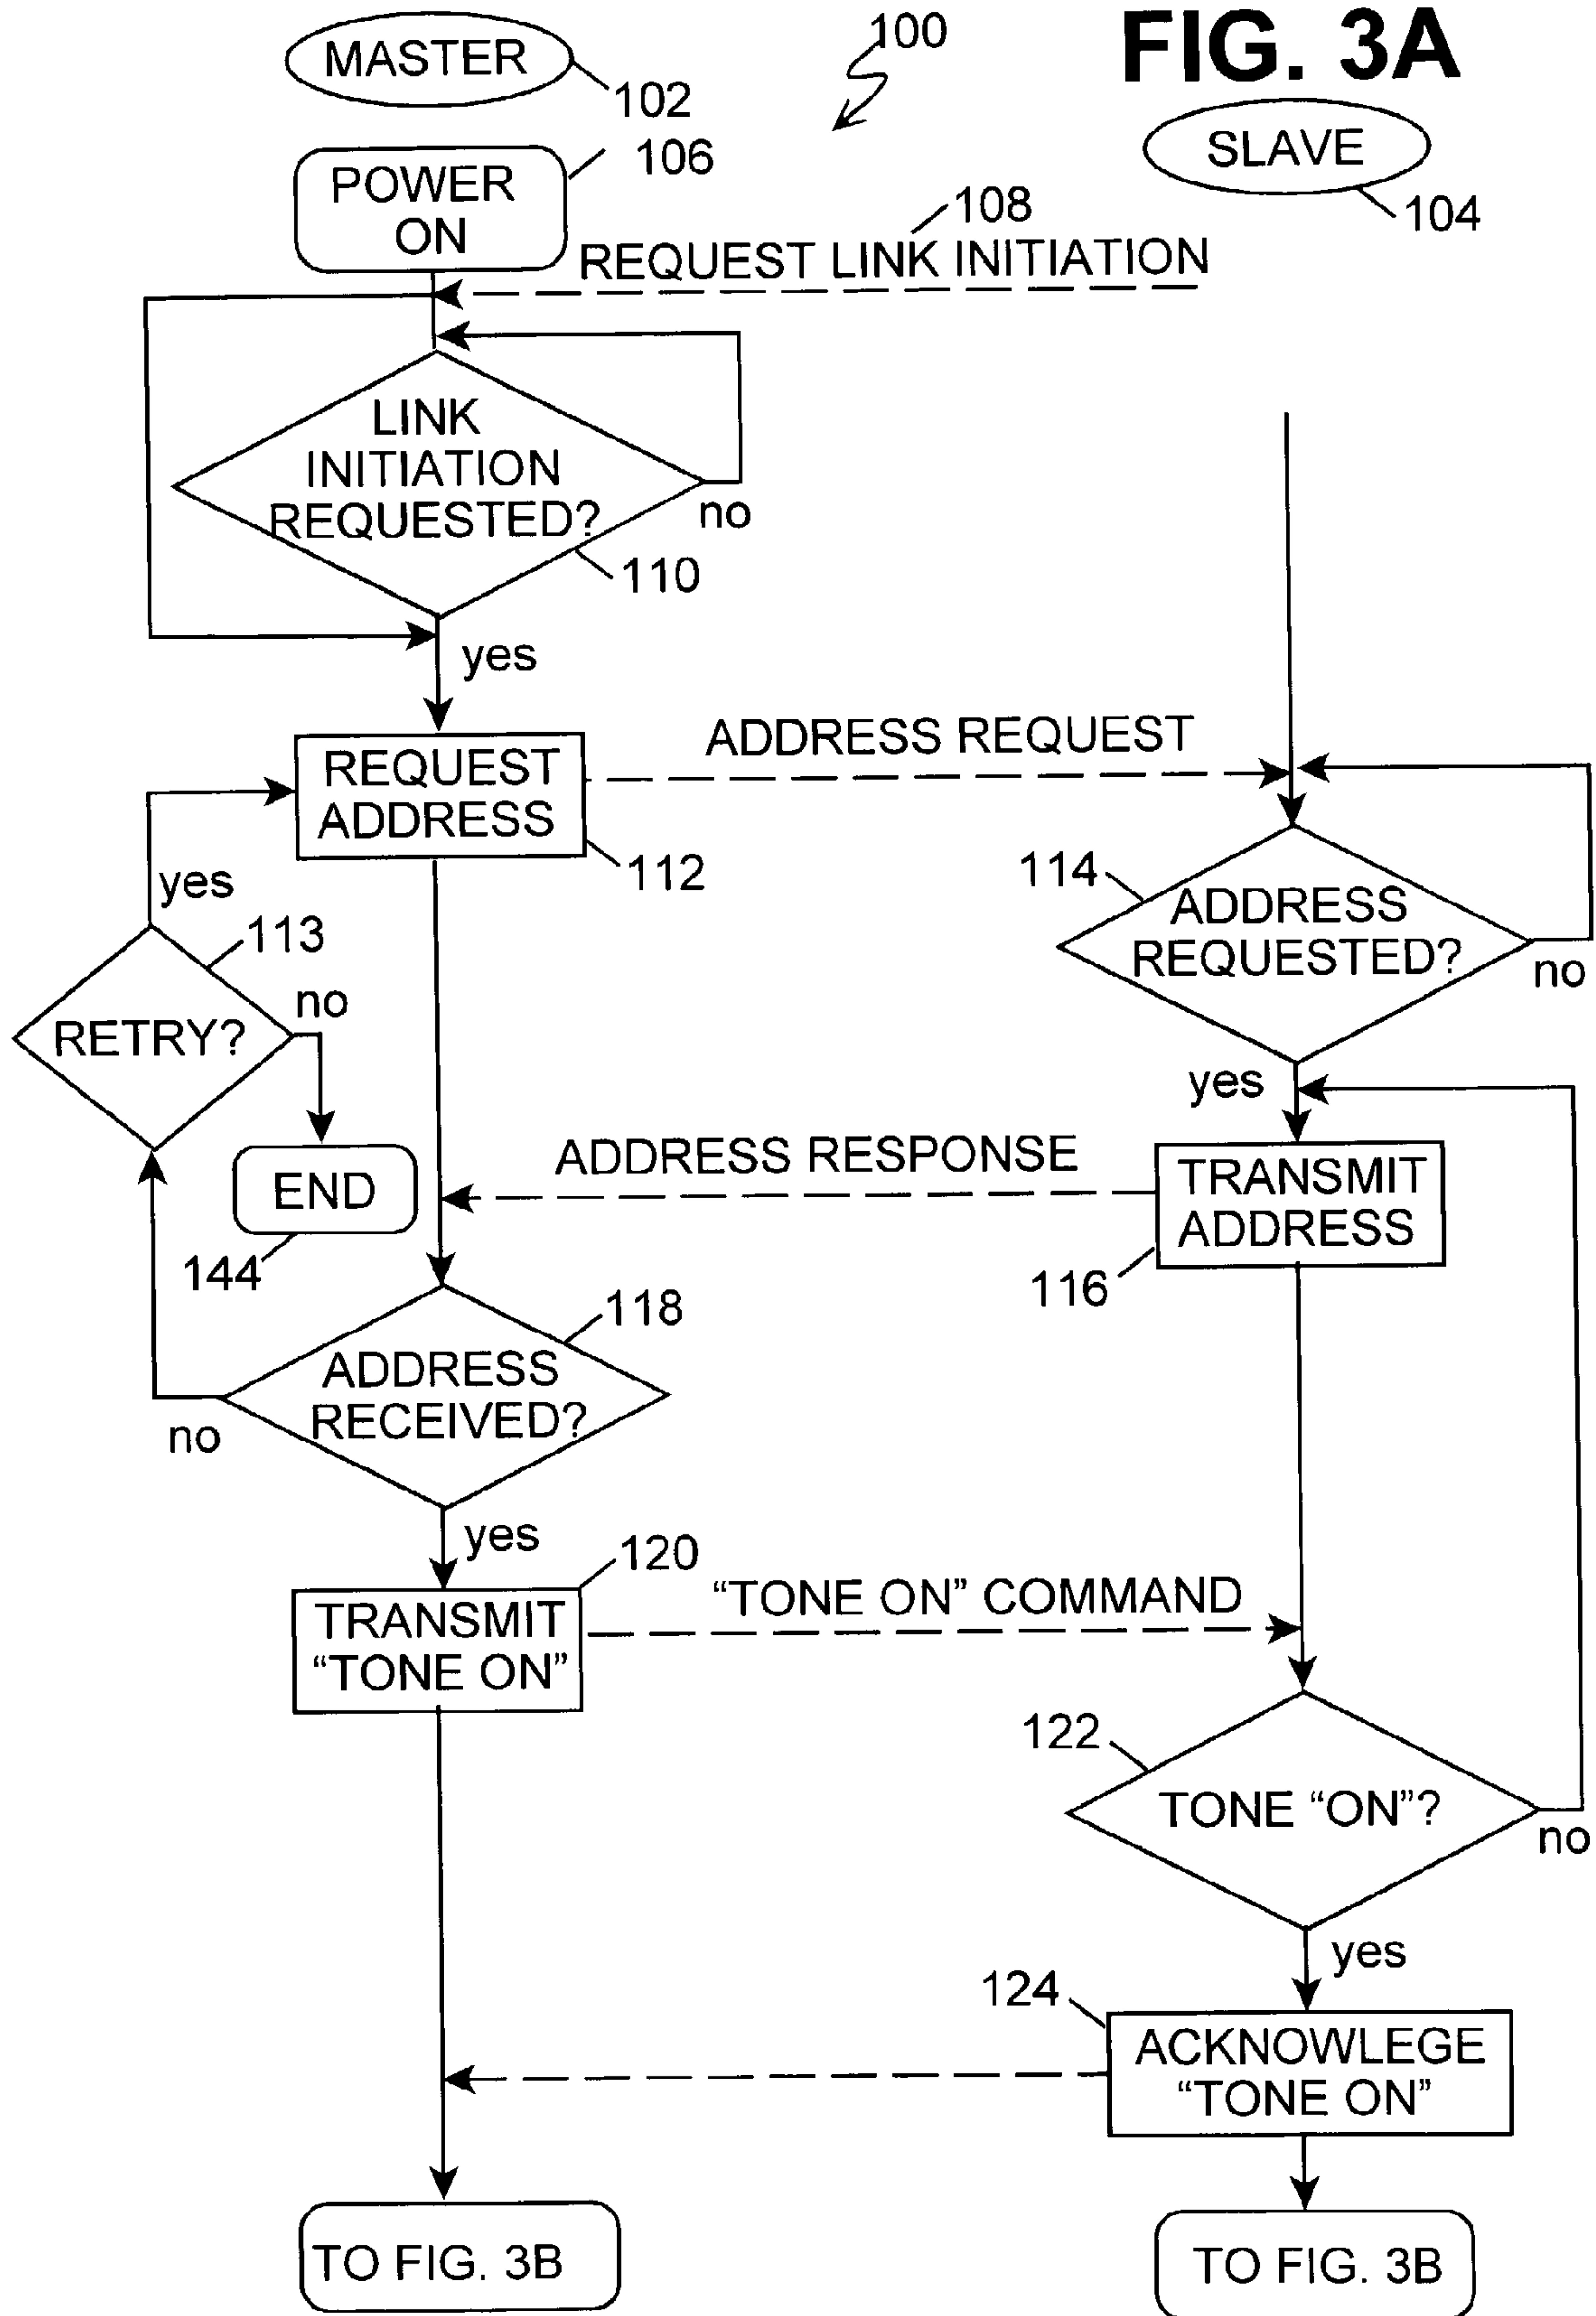 FIG. 3A
100
MASTER
102
SLAVE
104
106
POWER
ON
108
REQUEST LINK INITIATION
LINK
INITIATION
REQUESTED?
no
110
yes
ADDRESS REQUEST
REQUEST
ADDRESS
112
yes
113
114
ADDRESS
REQUESTED?
no
no
RETRY?
yes
END
144
ADDRESS RESPONSE
TRANSMIT
ADDRESS
116
118
ADDRESS
RECEIVED?
no
yes
120
TRANSMIT
“TONE ON”
“TONE ON” COMMAND
122
TONE “ON”?
no
yes
124
ACKNOWLEGE
“TONE ON”
TO FIG. 3B
TO FIG. 3B